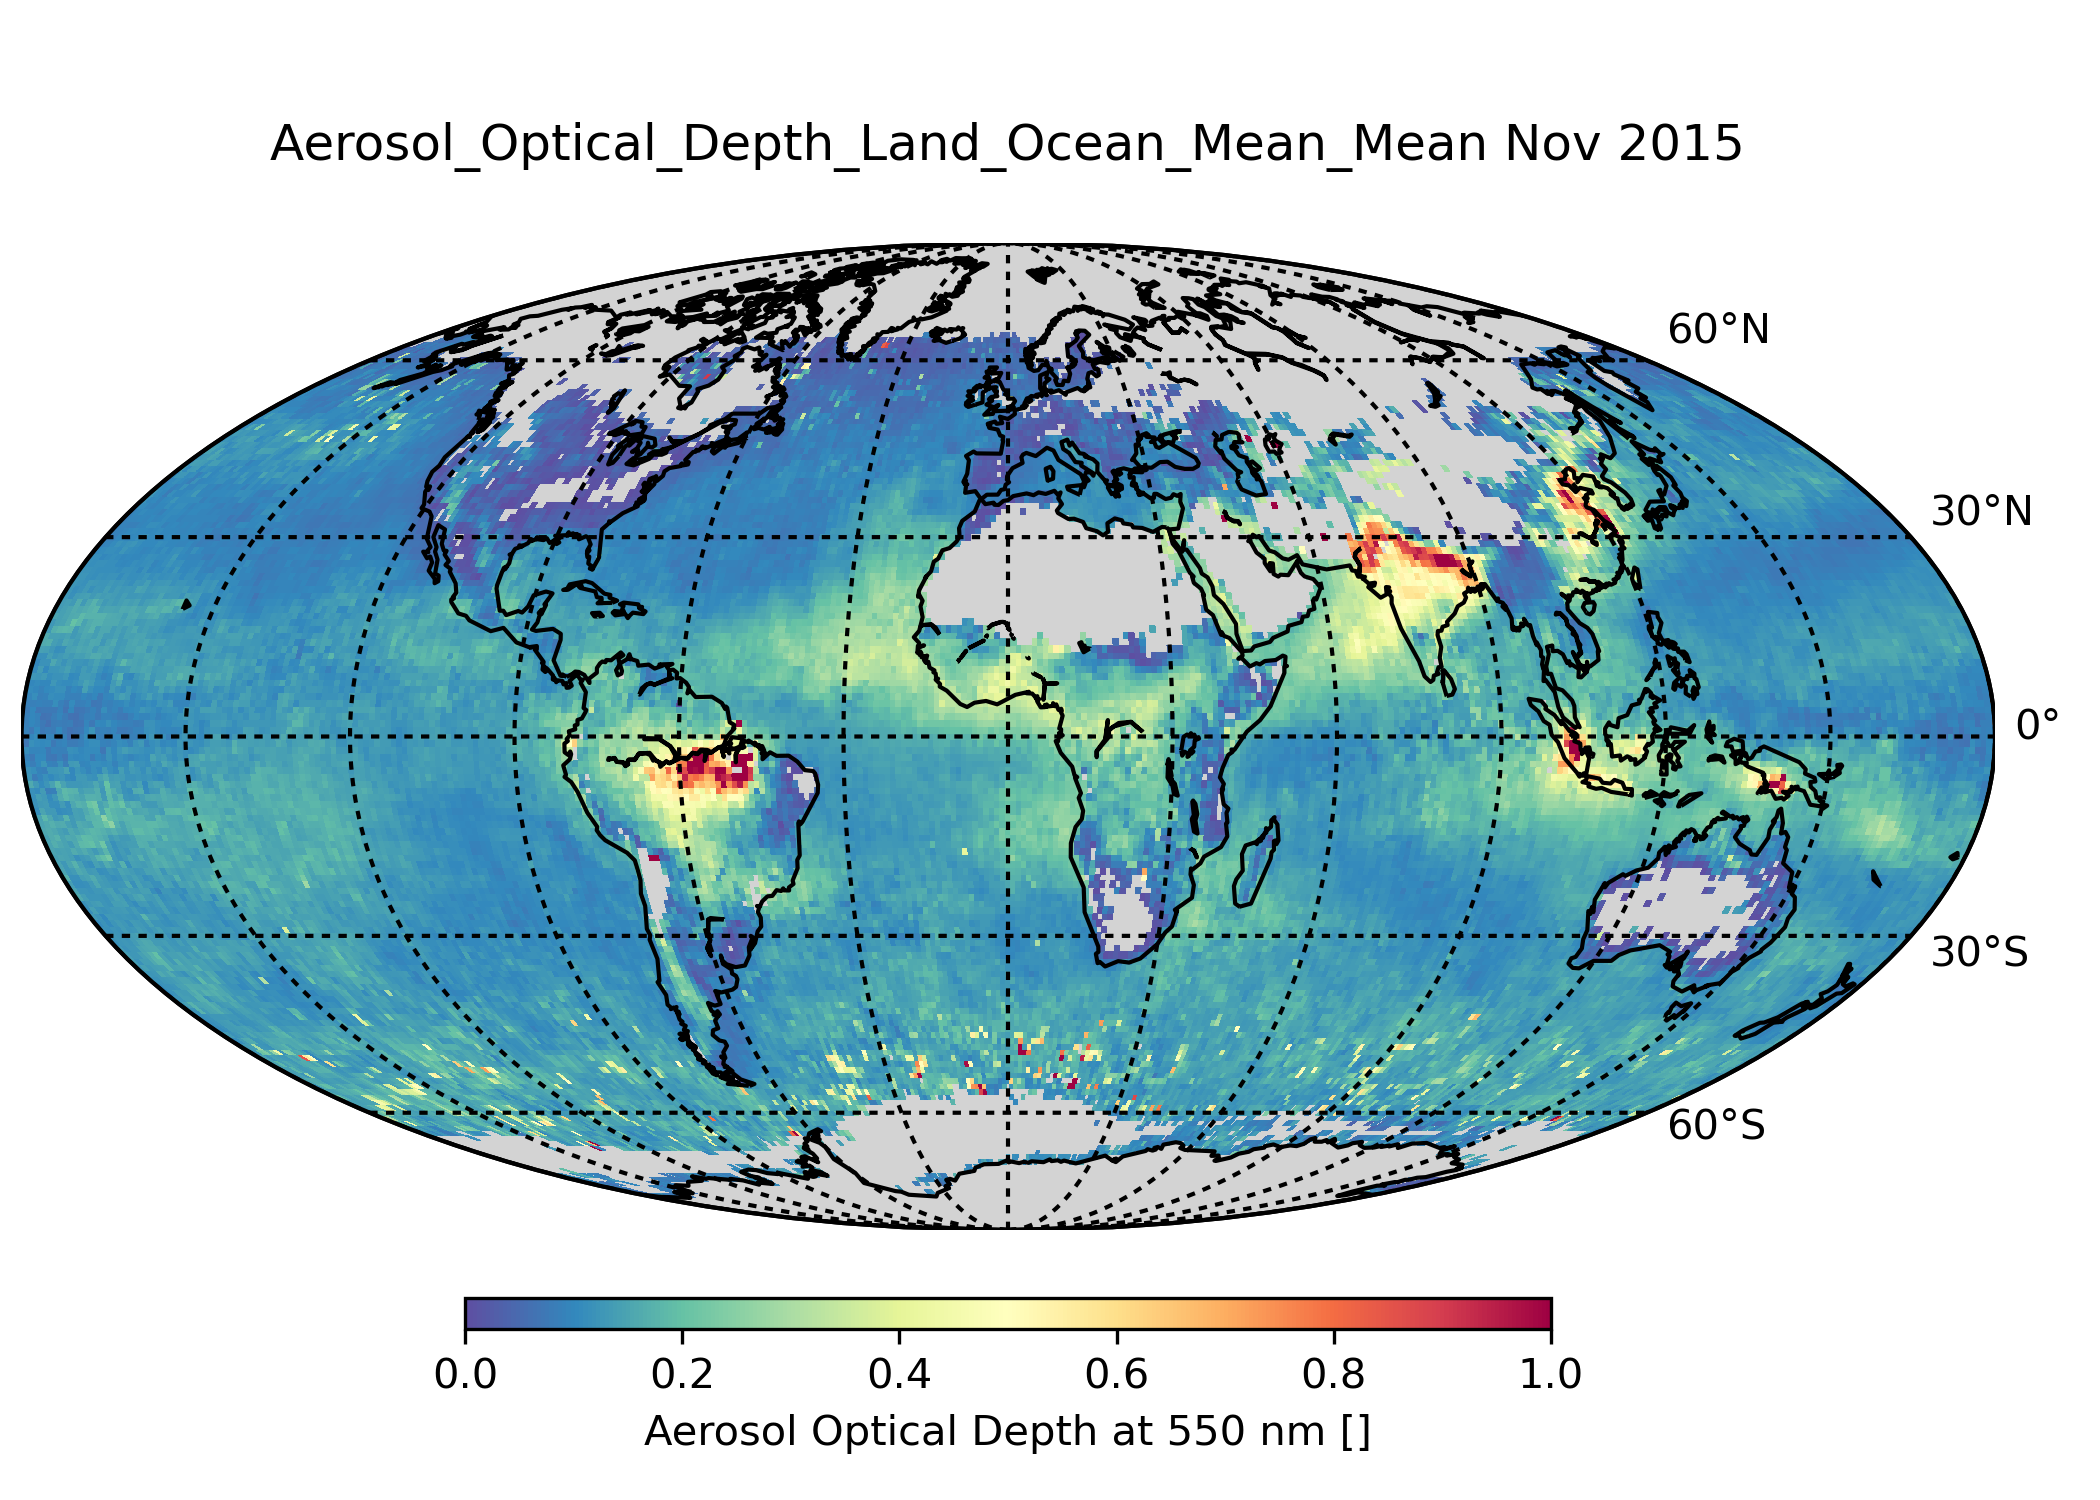 Aerosol_Optical_Depth_Land_Ocean_Mean_Mean Nov 2015
60°N
30°N
0°
30°S
60°S
0.0 0.2 0.4 0.6 0.8 1.0
Aerosol Optical Depth at 550 nm []